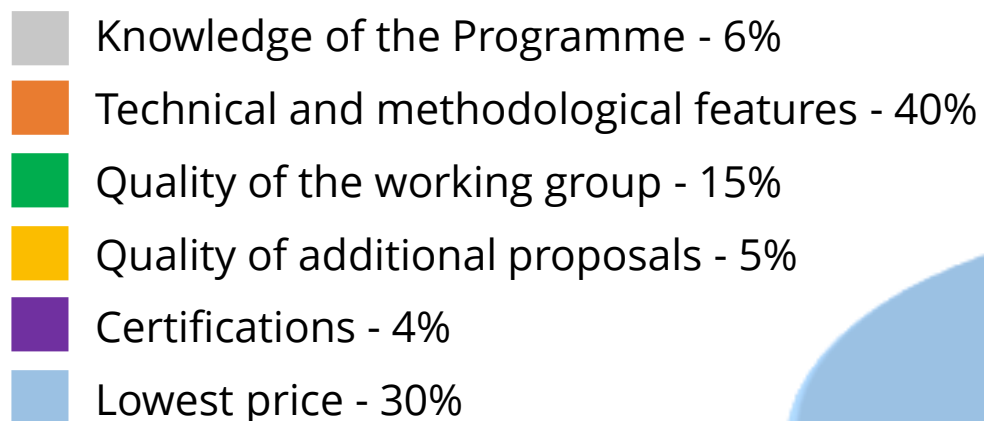 Knowledge of the Programme - 6%
Technical and methodological features - 40%
Quality of the working group - 15%
Quality of additional proposals - 5%
Certifications - 4%
Lowest price - 30%